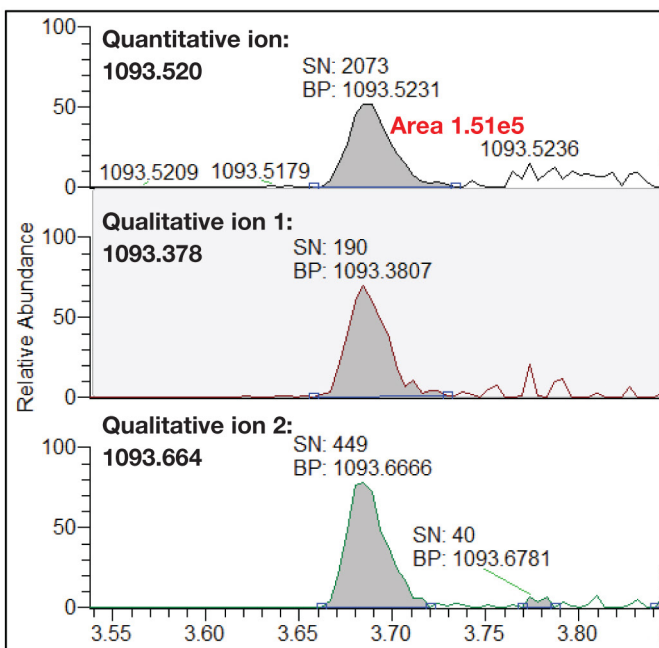 100
Quantitative ion:
1093.520
SN: 2073
BP: 1093.5231
50
Area 1.51e5
1093.5236
1093.5209
1093.5179
0
Relative Abundance
Qualitative ion 1:
1093.378
100
SN: 190
BP: 1093.3807
50
0
Qualitative ion 2:
1093.664
100
SN: 449
BP: 1093.6666
50
SN: 40
BP: 1093.6781
0
3.55 3.60 3.65 3.70 3.75 3.80